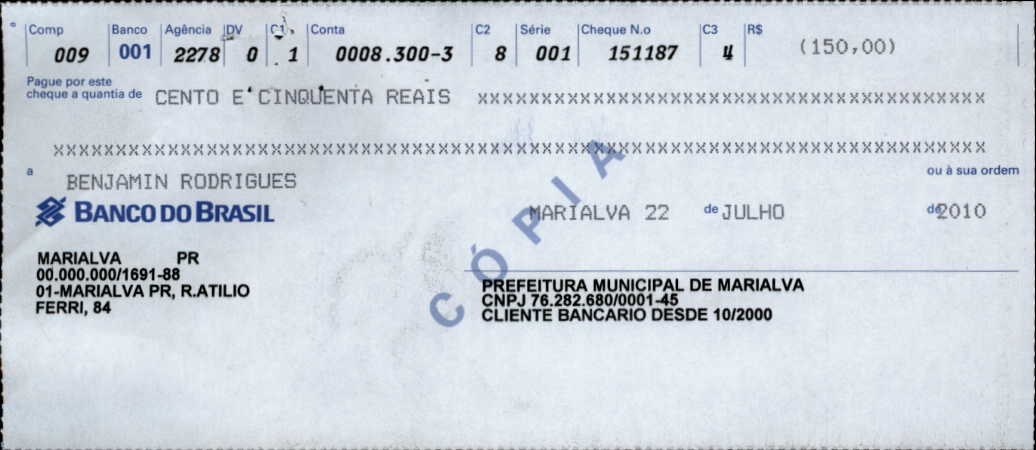 Comp Banco Agência DV C1 Conta C2 Série Cheque N.o C3 R$
009 001 2278 0 1 0008.300-3 8 001 151187 4 (150,00)
Pague por este
cheque a quantia de CENTO E CINQUENTA REAIS XXXXXXXXXXXXXXXXXXXXXXXXXXXXXXXXXXXXXXXX
XXXXXXXXXXXXXXXXXXXXXXXXXXXXXXXXXXXXXXXXXXXXXXXXXXXXXXXXXXXXXXXXXXXXXXXXX
a BENJAMIN RODRIGUES ou à sua ordem
BANCO DO BRASIL MARIALVA 22 de JULHO de 2010
CÓPIA
MARIALVA PR
00.000.000/1691-88
01-MARIALVA PR, R.ATILIO
FERRI, 84
PREFEITURA MUNICIPAL DE MARIALVA
CNPJ 76.282.680/0001-45
CLIENTE BANCARIO DESDE 10/2000